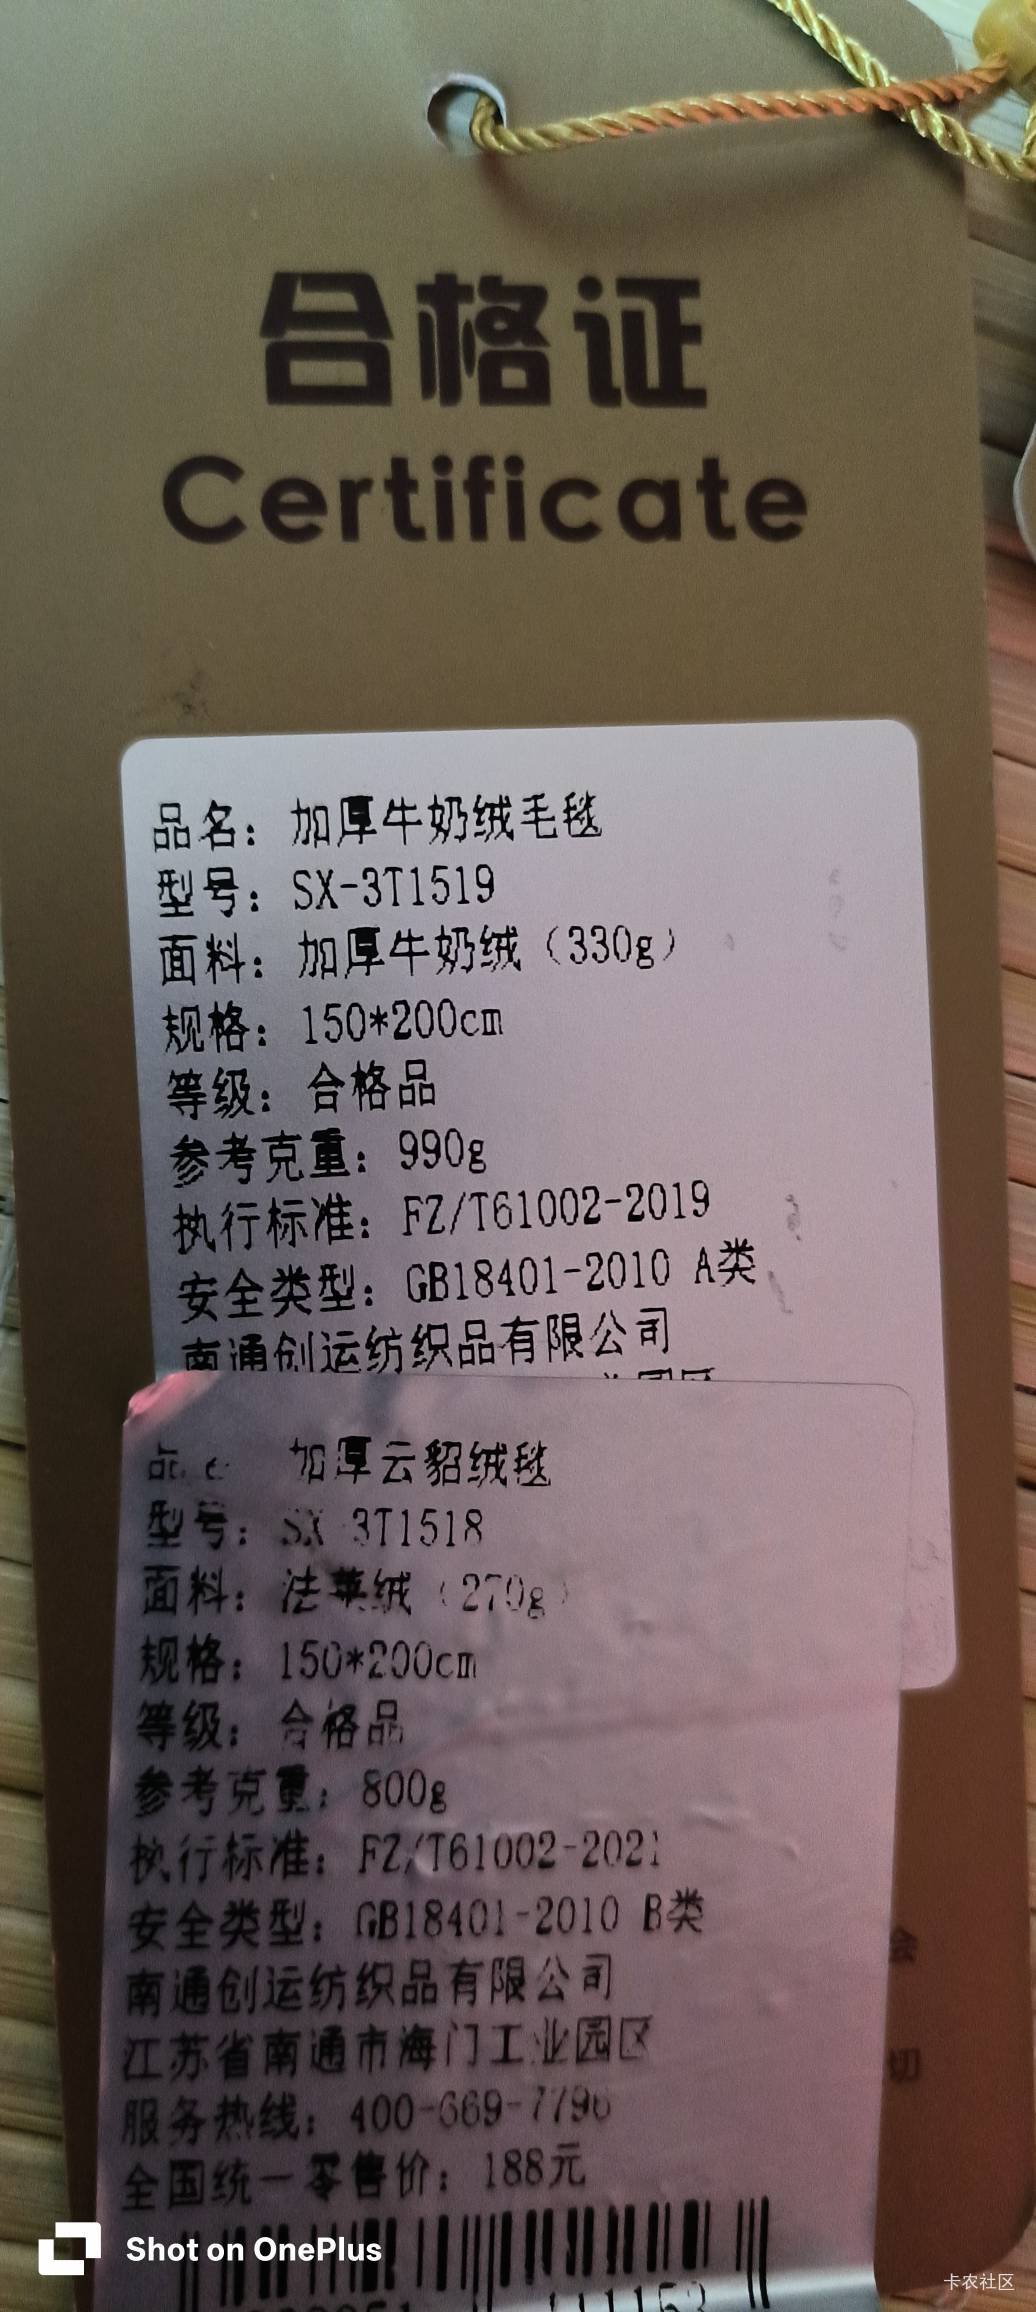 合格证
Certificate
品名：加厚牛奶绒毛毯
型号：SX-3T1519
面料：加厚牛奶绒（330g）
规格：150*200cm
等级：合格品
参考克重：990g
执行标准：FZ/T61002-2019
安全类型：GB18401-2010 A类
南通创运纺织品有限公司
加厚云貂绒毯
型号：SX-3T1518
面料：法莱绒（270g）
规格：150*200cm
等级：合格品
参考克重：800g
执行标准：FZ/T61002-2021
安全类型：GB18401-2010 B类
会
南通创运纺织品有限公司
江苏省南通市海门工业园区
切
服务热线：400-669-7796
全国统一零售价：188元
Shot on OnePlus
卡农社区